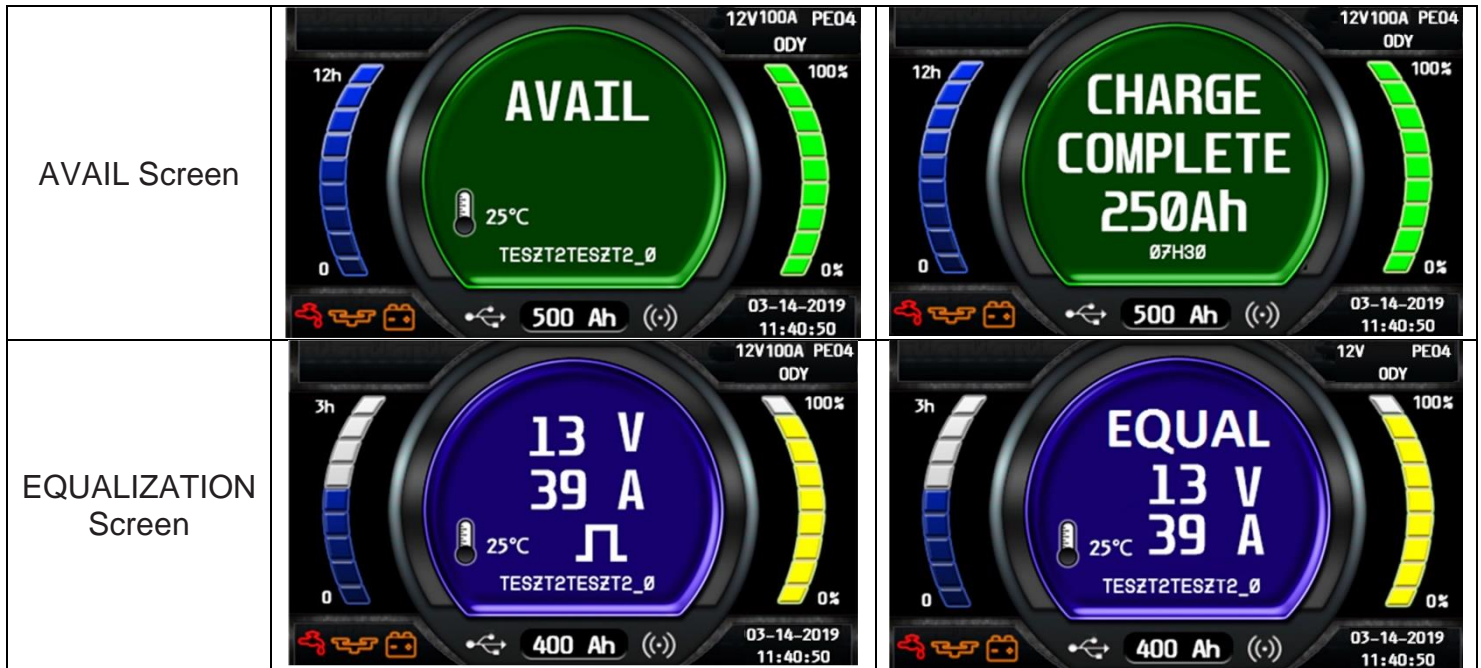 AVAIL Screen
12V100A PE04
ODY
12h
100%
AVAIL
25°C
TESZT2TESZT2_0
0
0%
500 Ah
03-14-2019
11:40:50
12V100A PE04
ODY
12h
100%
CHARGE
COMPLETE
250Ah
07H30
0
0%
500 Ah
03-14-2019
11:40:50
EQUALIZATION
Screen
12V100A PE04
ODY
3h
100%
13 V
39 A
25°C
TESZT2TESZT2_0
0
0%
400 Ah
03-14-2019
11:40:50
12V PE04
ODY
3h
100%
EQUAL
13 V
25°C 39 A
TESZT2TESZT2_0
0
0%
400 Ah
03-14-2019
11:40:50